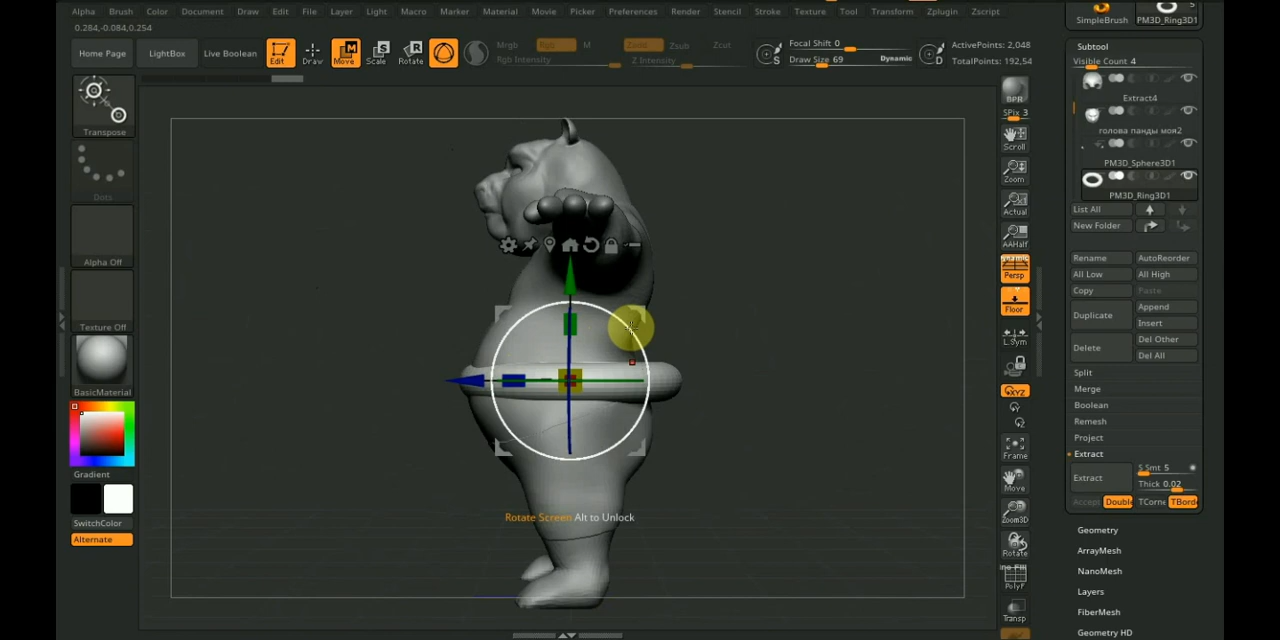 Alpha Brush Color Document Draw Edit File Layer Light Macro Marker Material Movie Picker Preferences Render Stencil Stroke Texture Tool Transform Zplugin Zscript
0.284,-0.084,0.254
Home Page
LightBox
Live Boolean
Edit
Draw
Move
Scale
Rotate
Mrgb
Rgb
M
Rgb Intensity
Zadd
Zsub
Zcut
Z Intensity
S
Focal Shift 0
Draw Size 69
Dynamic
D
ActivePoints: 2,048
TotalPoints: 192,54
SimpleBrush
5
PM3D_Ring3D1
Transpose
Dots
Alpha Off
Texture Off
BasicMaterial
Gradient
SwitchColor
Alternate
Rotate Screen Alt to Unlock
BPR
SPix 3
Scroll
Zoom
Actual
AAHalf
Dynamic
Persp
Floor
L.Sym
XYZ
Y
Z
Frame
Move
Zoom3D
Rotate
PolyF
Transp
Subtool
Visible Count 4
Extract4
голова панды моя2
PM3D_Sphere3D1
PM3D_Ring3D1
List All
New Folder
Rename
AutoReorder
All Low
All High
Copy
Paste
Duplicate
Append
Insert
Delete
Del Other
Del All
Split
Merge
Boolean
Remesh
Project
Extract
Extract
S Smt 5
Thick 0.02
Accept
Double
TCorne
TBord
Geometry
ArrayMesh
NanoMesh
Layers
FiberMesh
Geometry HD